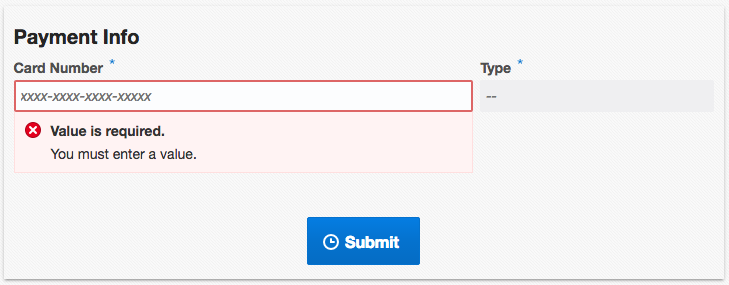 Payment Info
Card Number * Type *
xxxx-xxxx-xxxx-xxxxx --
Value is required.
You must enter a value.
Submit